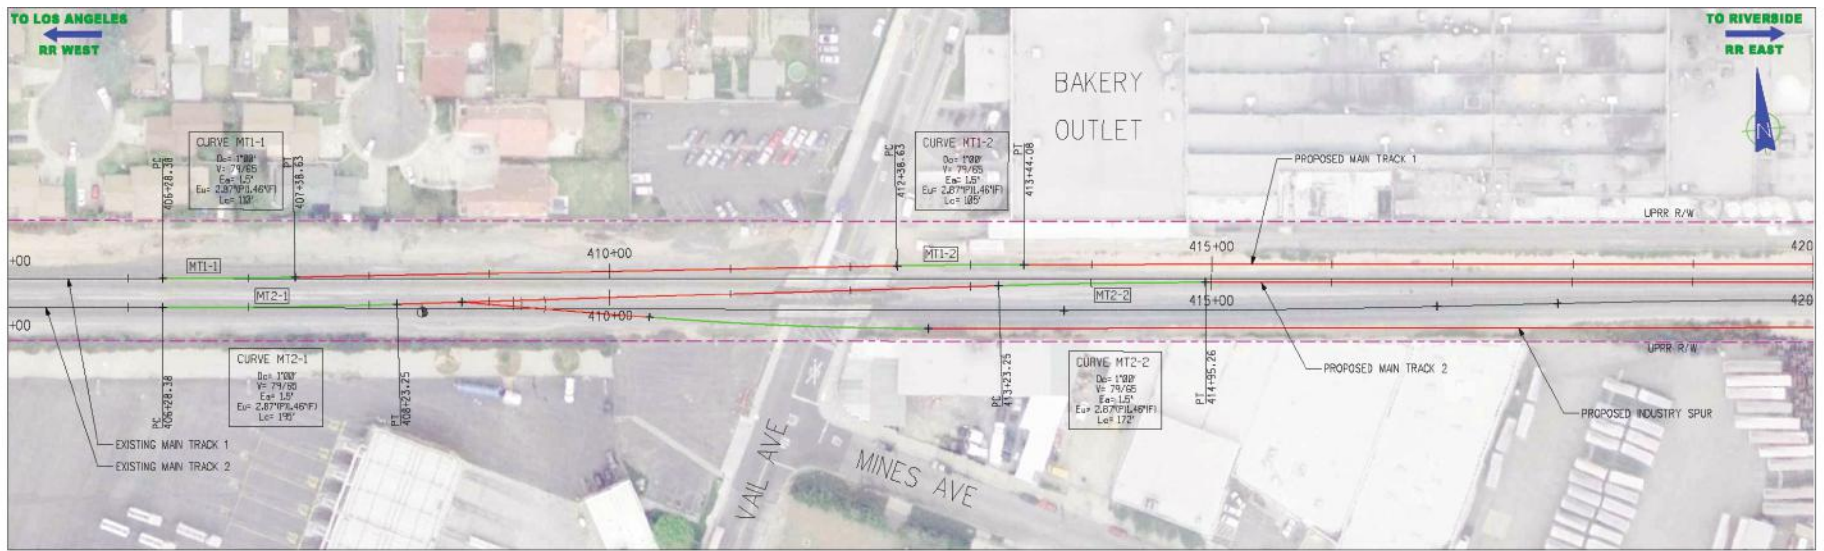 TO LOS ANGELES
RR WEST
TO RIVERSIDE
RR EAST
N
BAKERY
OUTLET
CURVE MT1-1
Dc= 1°00'
V= 79/65
Ea= 1.5"
Eu= 2.87"(P)1.46"(F)
Lc= 110'
PC
406+28.38
PT
407+38.63
CURVE MT1-2
Dc= 1°00'
V= 79/65
Ea= 1.5"
Eu= 2.87"(P)1.46"(F)
Lc= 105'
PC
412+38.63
PT
413+44.08
PROPOSED MAIN TRACK 1
UPRR R/W
+00
MT1-1
410+00
MT1-2
415+00
420
MT2-1
MT2-2
415+00
420
+00
410+00
UPRR R/W
CURVE MT2-1
Dc= 1°00'
V= 79/65
Ea= 1.5"
Eu= 2.87"(P)1.46"(F)
Lc= 195'
PC
406+28.38
PT
408+23.25
CURVE MT2-2
Dc= 1°00'
V= 79/65
Ea= 1.5"
Eu= 2.87"(P)1.46"(F)
Lc= 172'
PC
413+23.25
PT
414+95.26
PROPOSED MAIN TRACK 2
PROPOSED INDUSTRY SPUR
EXISTING MAIN TRACK 1
EXISTING MAIN TRACK 2
VAIL AVE
MINES AVE